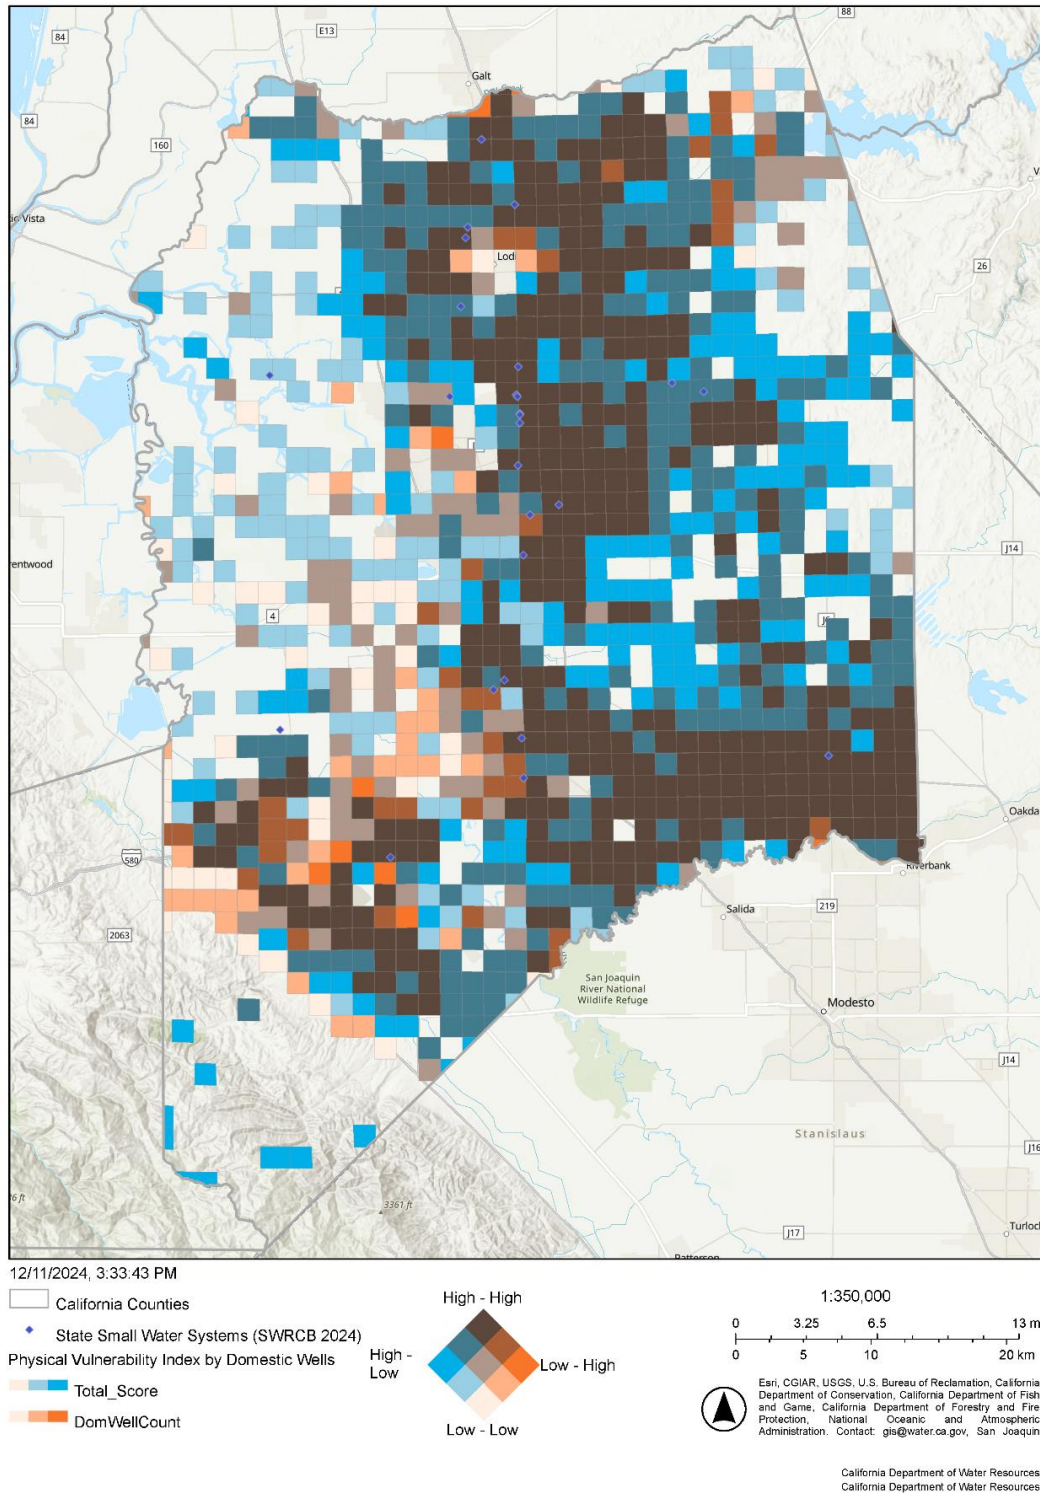 88
84
E13
Galt
84
160
io Vista
Lodi
26
J14
rentwood
4
J6
580
Oakda
Riverbank
Salida
219
2063
San Joaquin
River National
Wildlife Refuge
Modesto
J14
Stanislaus
J16
3361 ft
J17
Turloc
Patterson
12/11/2024, 3:33:43 PM
California Counties
State Small Water Systems (SWRCB 2024)
Physical Vulnerability Index by Domestic Wells
Total_Score
DomWellCount
High - High
High -
Low
Low - High
Low - Low
1:350,000
0 3.25 6.5 13 m
0 5 10 20 km
Esri, CGIAR, USGS, U.S. Bureau of Reclamation, California
Department of Conservation, California Department of Fish
and Game, California Department of Forestry and Fire
Protection, National Oceanic and Atmospheric
Administration. Contact: gis@water.ca.gov, San Joaquin
California Department of Water Resources
California Department of Water Resources